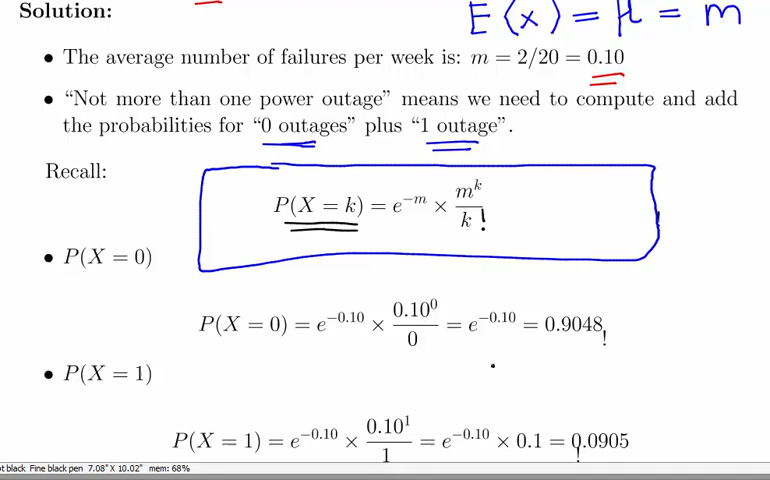 Solution:
E(x) = μ = m
• The average number of failures per week is: m = 2/20 = 0.10
• “Not more than one power outage” means we need to compute and add
the probabilities for “0 outages” plus “1 outage”.
Recall:
P(X = k) = e^{-m} × m^k / k!
• P(X = 0)
P(X = 0) = e^{-0.10} × 0.10^0 / 0 = e^{-0.10} = 0.9048!
• P(X = 1)
P(X = 1) = e^{-0.10} × 0.10^1 / 1 = e^{-0.10} × 0.1 = 0.0905
!
ot black Fine black pen 7.08"X 10.02" mem: 68%